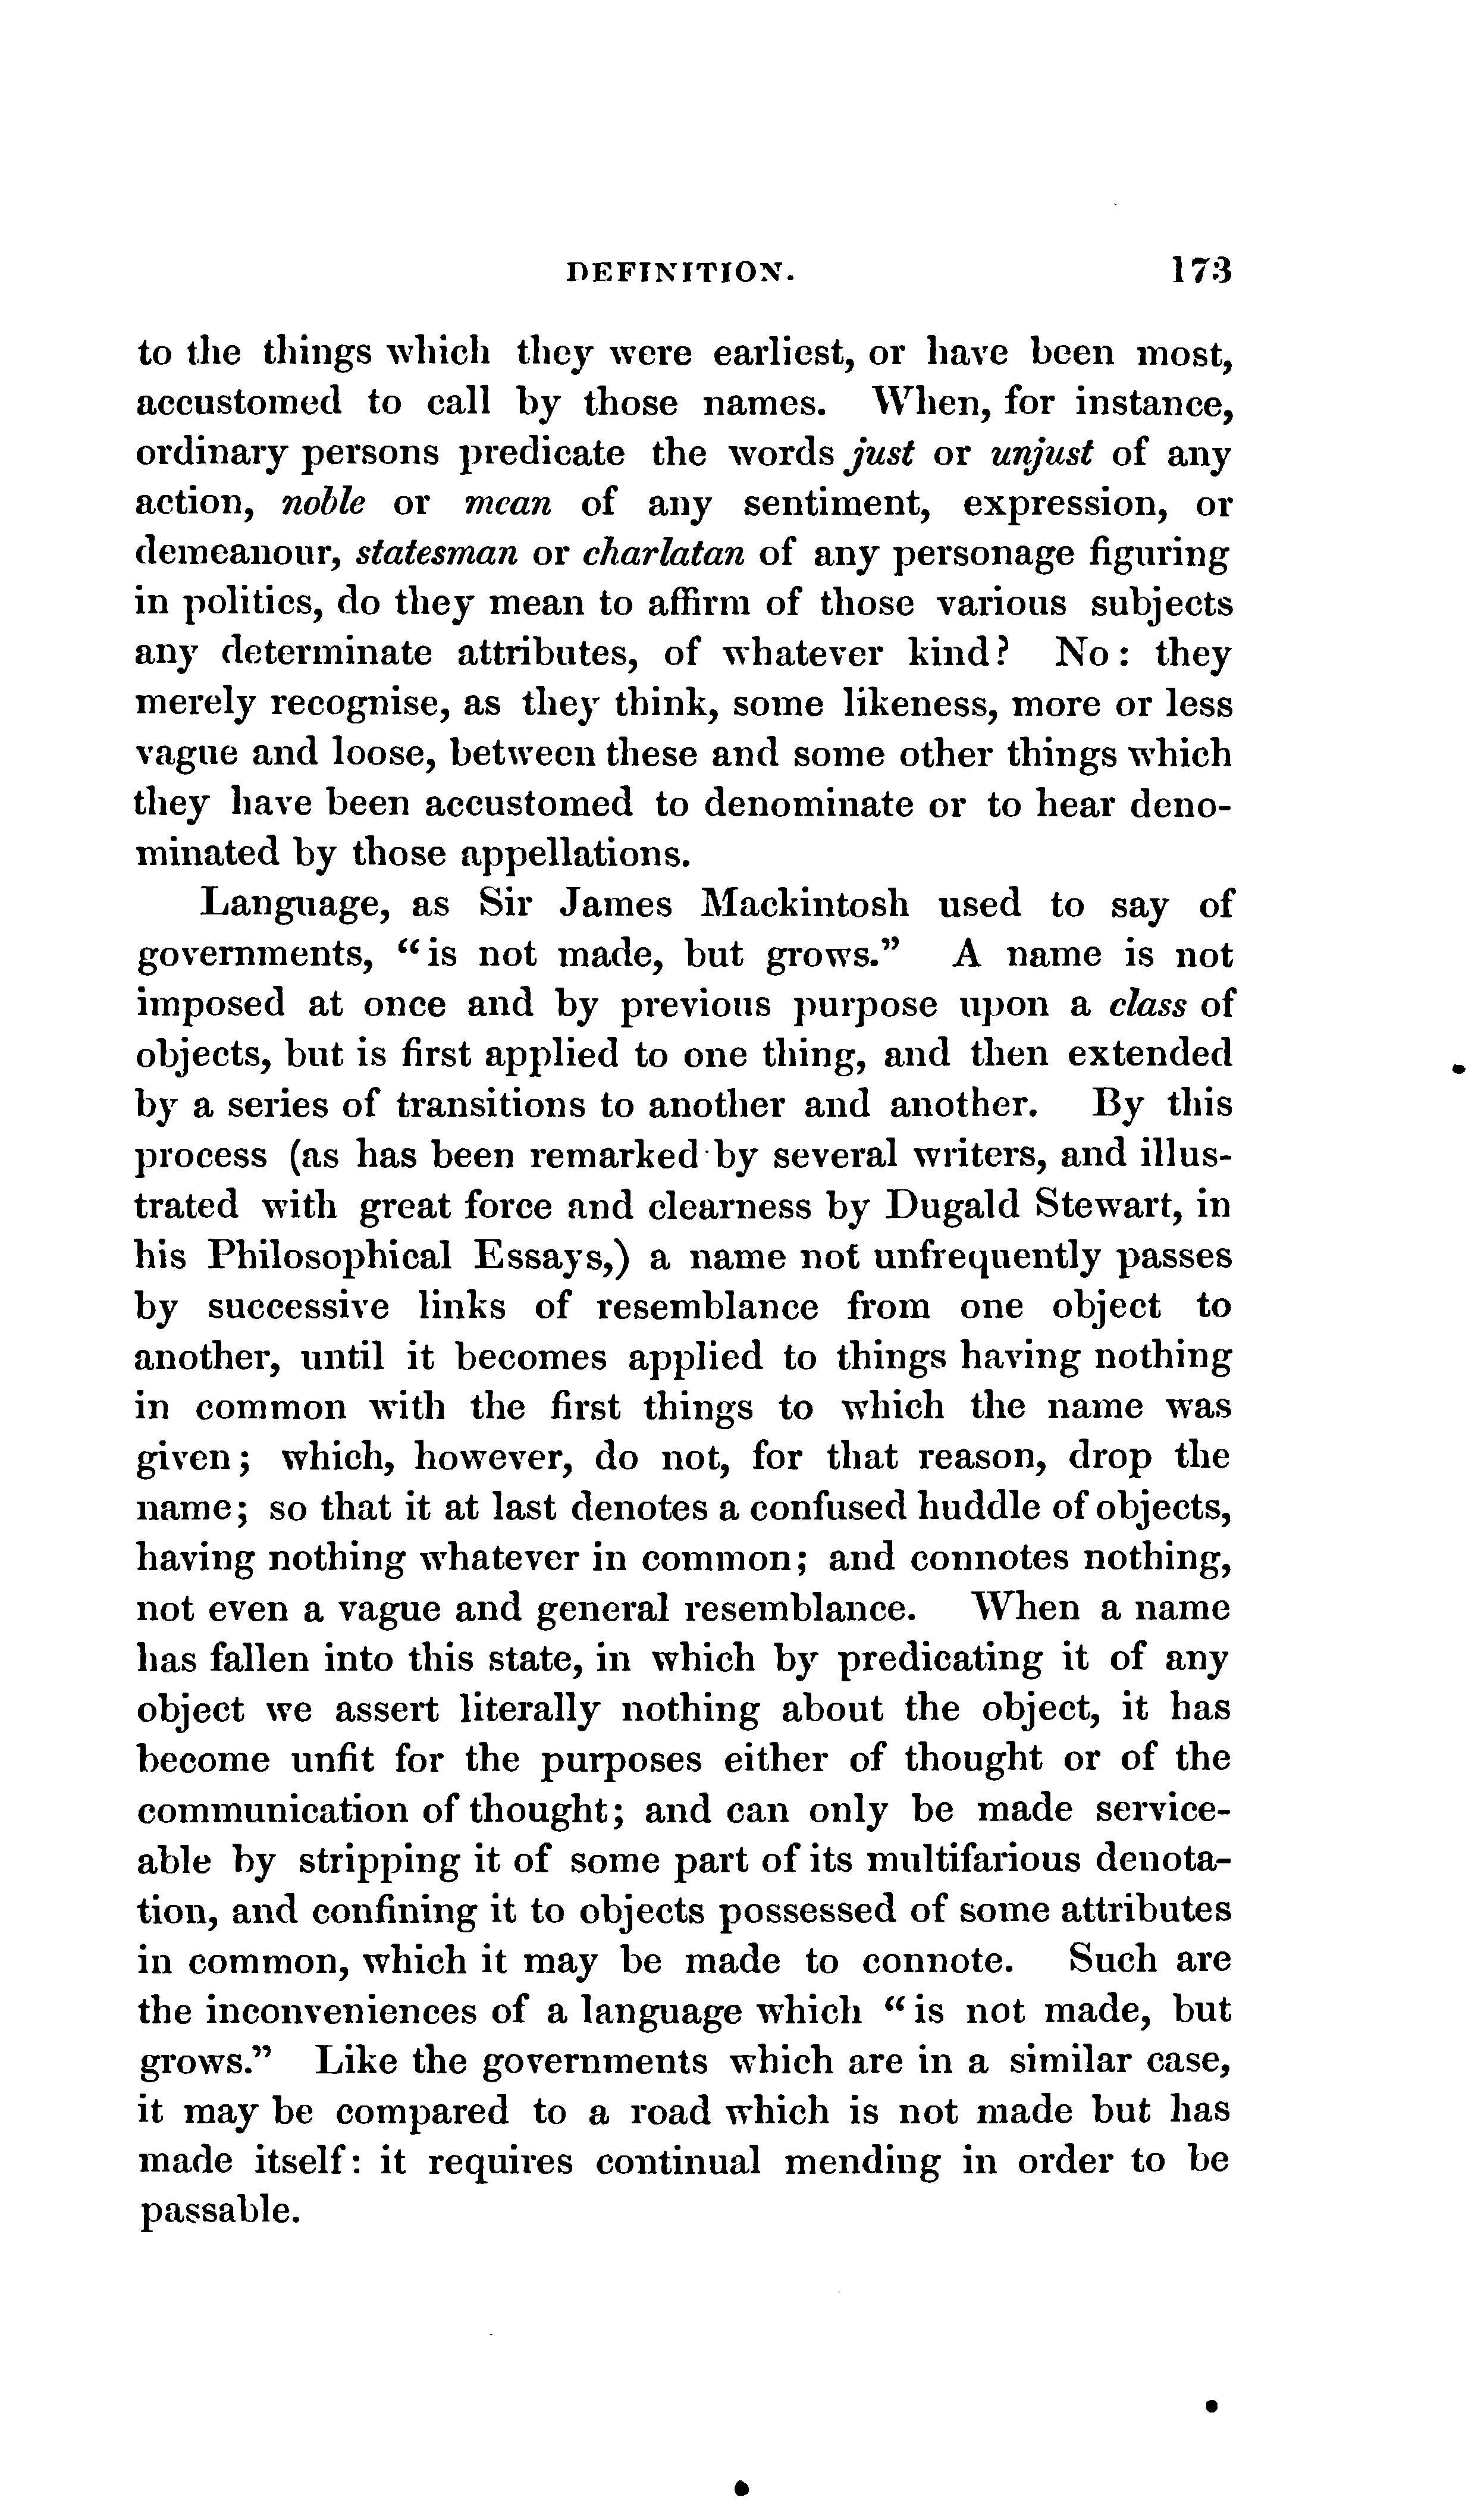 DEFINITION. 173
to the things which they were earliest, or have been most,
accustomed to call by those names. When, for instance,
ordinary persons predicate the words just or unjust of any
action, noble or mean of any sentiment, expression, or
demeanour, statesman or charlatan of any personage figuring
in politics, do they mean to affirm of those various subjects
any determinate attributes, of whatever kind? No: they
merely recognise, as they think, some likeness, more or less
vague and loose, between these and some other things which
they have been accustomed to denominate or to hear deno-
minated by those appellations.
Language, as Sir James Mackintosh used to say of
governments, “is not made, but grows.” A name is not
imposed at once and by previous purpose upon a class of
objects, but is first applied to one thing, and then extended
by a series of transitions to another and another. By this
process (as has been remarked by several writers, and illus-
trated with great force and clearness by Dugald Stewart, in
his Philosophical Essays,) a name not unfrequently passes
by successive links of resemblance from one object to
another, until it becomes applied to things having nothing
in common with the first things to which the name was
given; which, however, do not, for that reason, drop the
name; so that it at last denotes a confused huddle of objects,
having nothing whatever in common; and connotes nothing,
not even a vague and general resemblance. When a name
has fallen into this state, in which by predicating it of any
object we assert literally nothing about the object, it has
become unfit for the purposes either of thought or of the
communication of thought; and can only be made service-
able by stripping it of some part of its multifarious denota-
tion, and confining it to objects possessed of some attributes
in common, which it may be made to connote. Such are
the inconveniences of a language which “is not made, but
grows.” Like the governments which are in a similar case,
it may be compared to a road which is not made but has
made itself: it requires continual mending in order to be
passable.